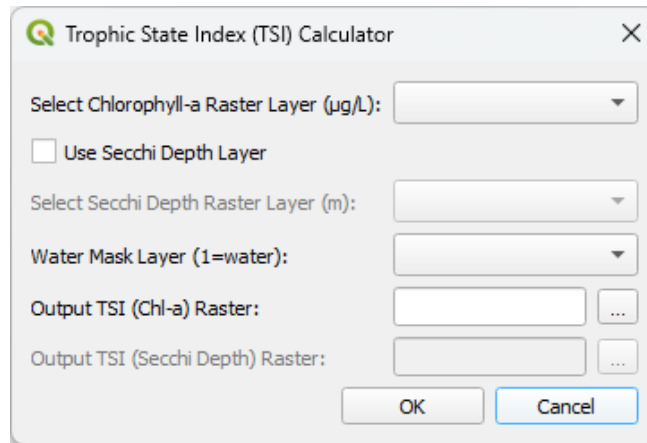 Trophic State Index (TSI) Calculator
Select Chlorophyll-a Raster Layer (µg/L):
Use Secchi Depth Layer
Select Secchi Depth Raster Layer (m):
Water Mask Layer (1=water):
Output TSI (Chl-a) Raster:
...
Output TSI (Secchi Depth) Raster:
...
OK
Cancel